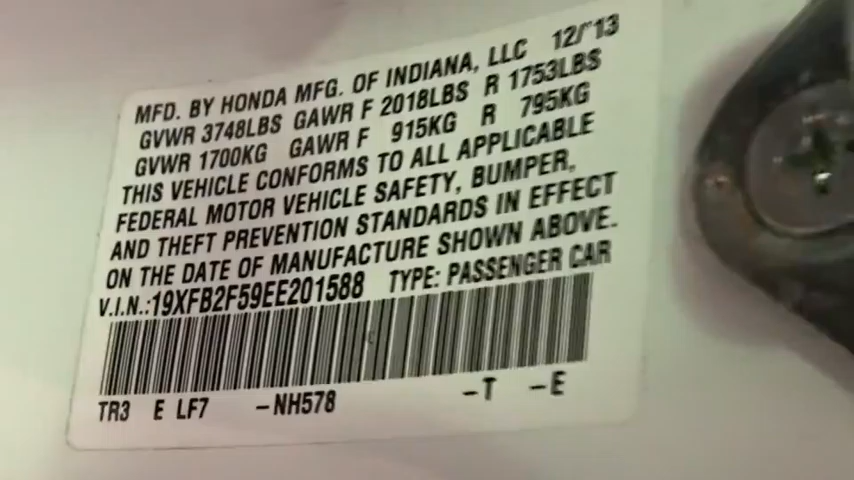 MFD. BY HONDA MFG. OF INDIANA, LLC 12/'13
GVWR 3748LBS GAWR F 2018LBS R 1753LBS
GVWR 1700KG GAWR F 915KG R 795KG
THIS VEHICLE CONFORMS TO ALL APPLICABLE
FEDERAL MOTOR VEHICLE SAFETY, BUMPER,
AND THEFT PREVENTION STANDARDS IN EFFECT
ON THE DATE OF MANUFACTURE SHOWN ABOVE.
V.I.N.:19XFB2F59EE201588 TYPE: PASSENGER CAR
TR3 E LF7 -NH578 -T -E